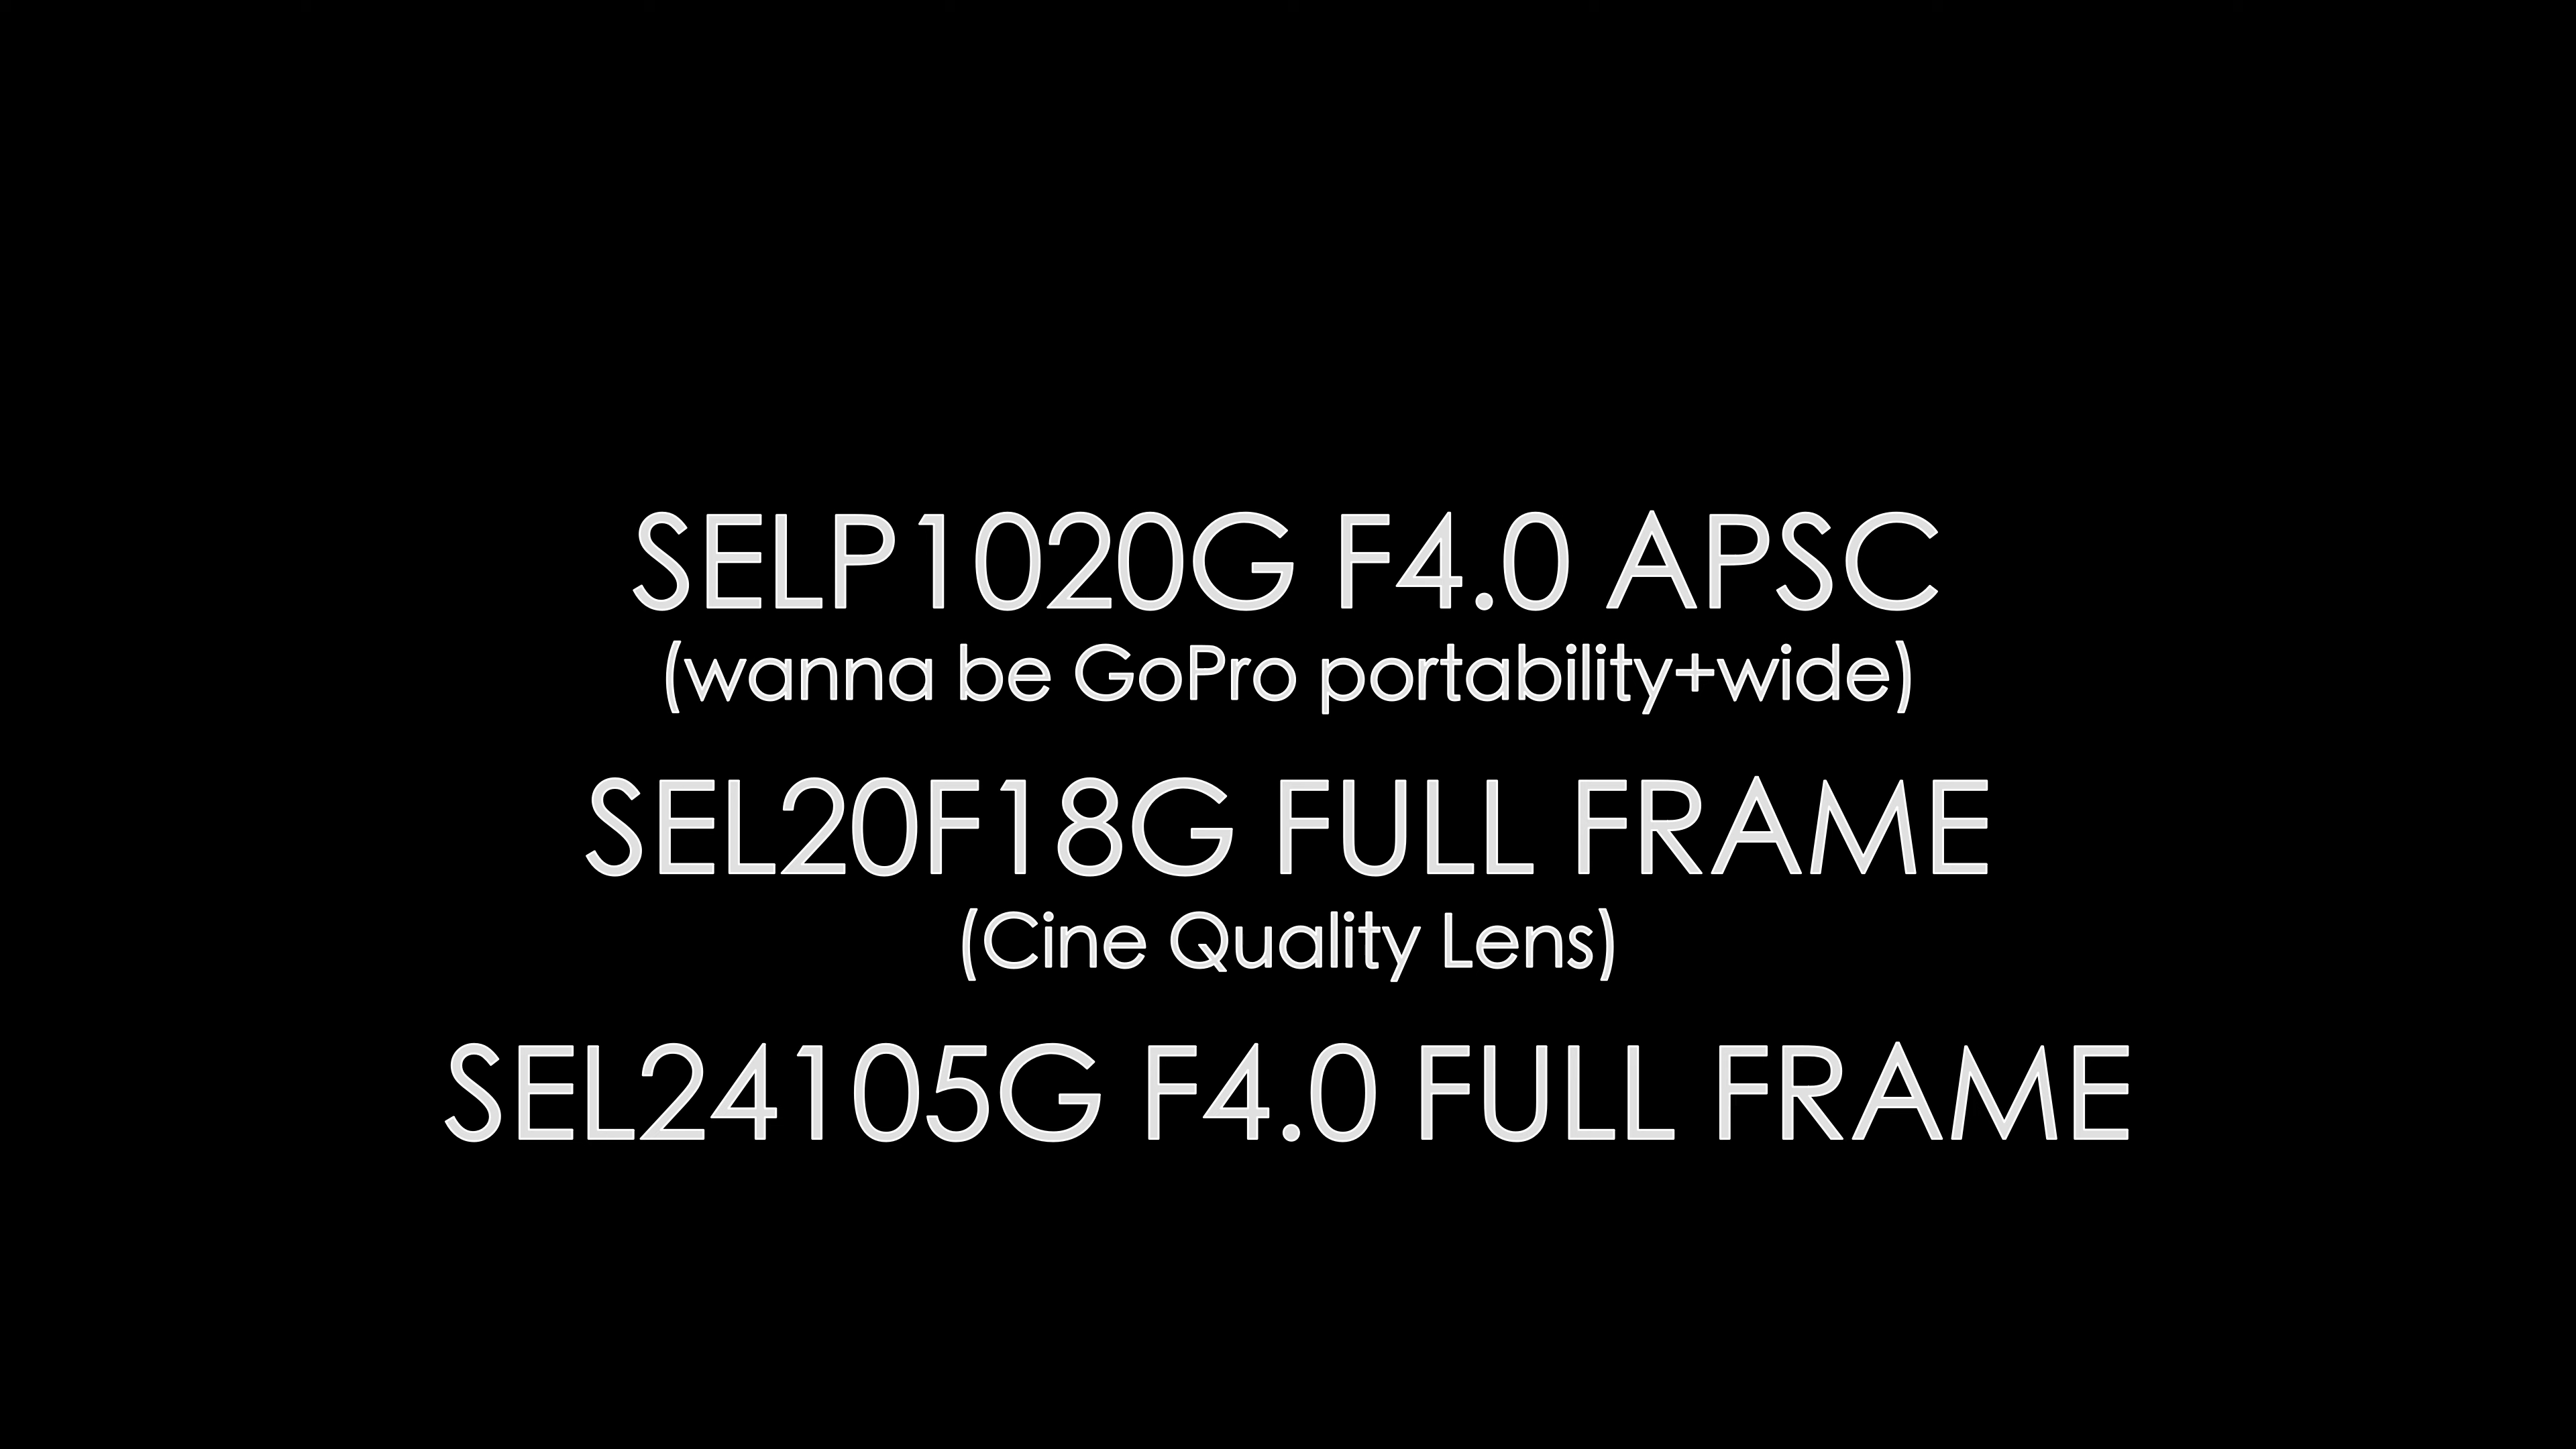 SELP1020G F4.0 APSC
(wanna be GoPro portability+wide)
SEL20F18G FULL FRAME
(Cine Quality Lens)
SEL24105G F4.0 FULL FRAME